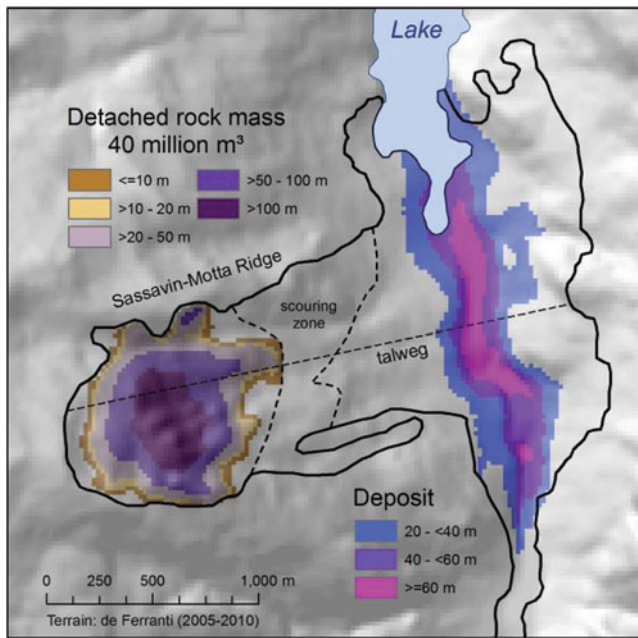 Lake
Detached rock mass
40 million m³
<=10 m
>50 - 100 m
>10 - 20 m
>100 m
>20 - 50 m
Sassavin-Motta Ridge
scouring
zone
talweg
Deposit
20 - <40 m
40 - <60 m
>=60 m
0 250 500 1,000 m
Terrain: de Ferranti (2005-2010)